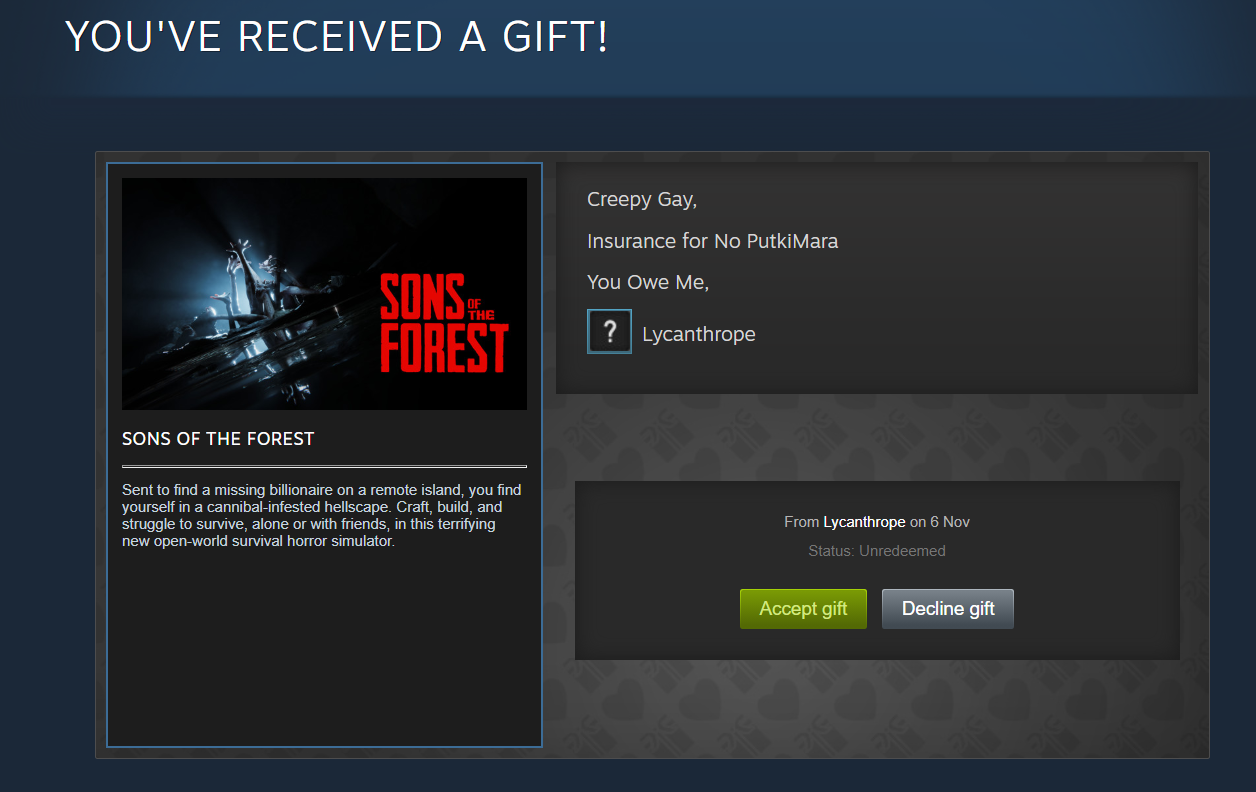 YOU'VE RECEIVED A GIFT!
SONS
OF
THE
FOREST
SONS OF THE FOREST
Sent to find a missing billionaire on a remote island, you find
yourself in a cannibal-infested hellscape. Craft, build, and
struggle to survive, alone or with friends, in this terrifying
new open-world survival horror simulator.
Creepy Gay,
Insurance for No PutkiMara
You Owe Me,
?
Lycanthrope
From Lycanthrope on 6 Nov
Status: Unredeemed
Accept gift
Decline gift